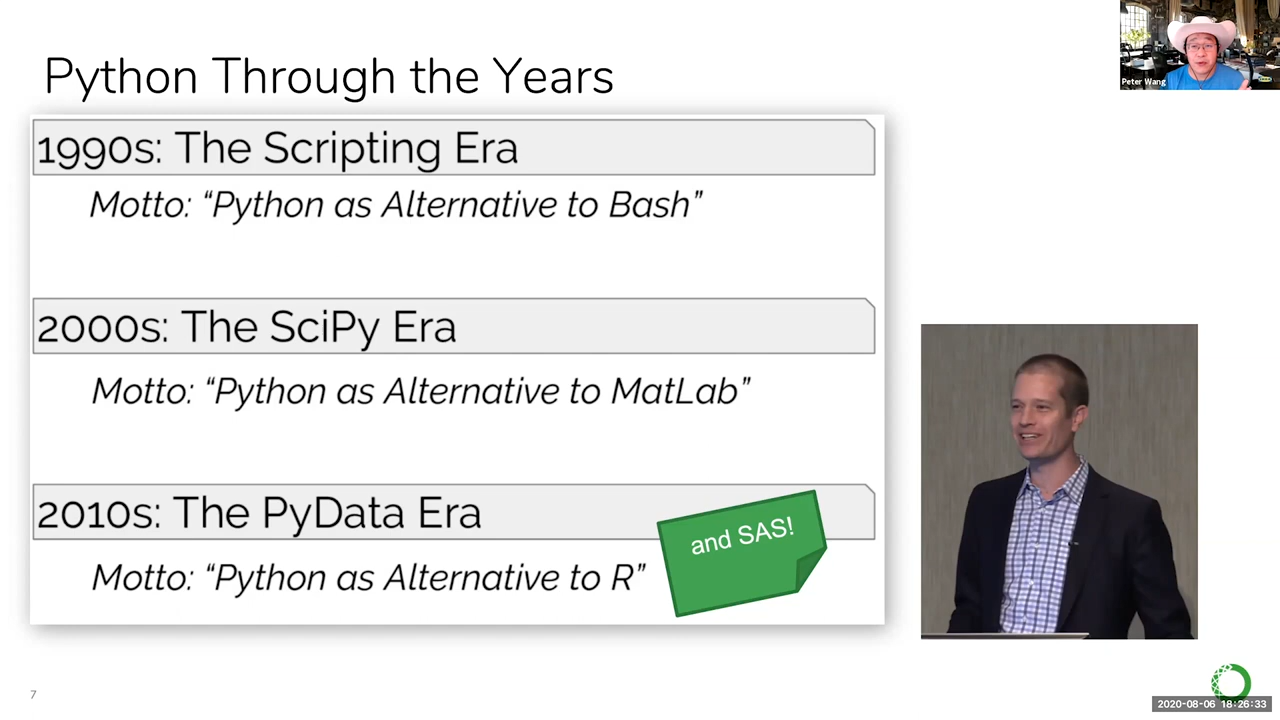 Python Through the Years
Peter Wang
1990s: The Scripting Era
Motto: “Python as Alternative to Bash”
2000s: The SciPy Era
Motto: “Python as Alternative to MatLab”
2010s: The PyData Era
and SAS!
Motto: “Python as Alternative to R”
7
2020-08-06 18:26:33